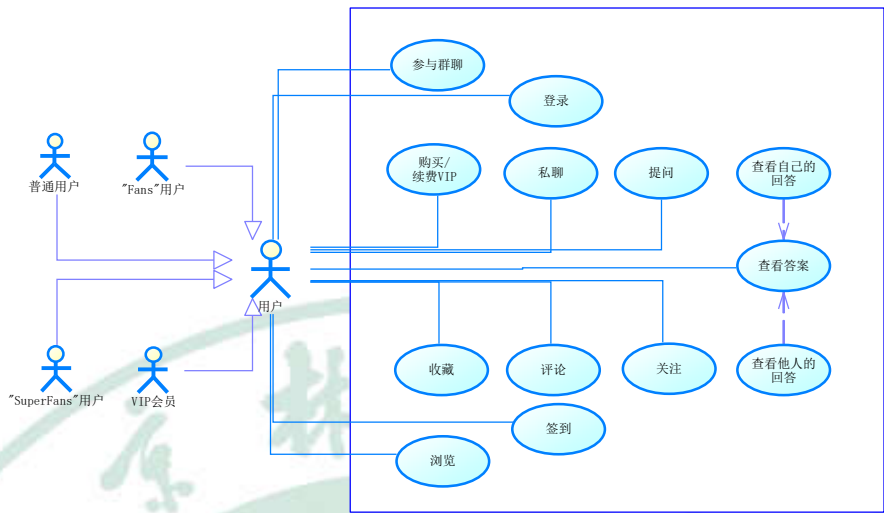 参与群聊
登录
普通用户
"Fans"用户
购买/
续费VIP
私聊
提问
查看自己的
回答
用户
查看答案
"SuperFans"用户
VIP会员
收藏
评论
关注
查看他人的
回答
签到
浏览
林
京